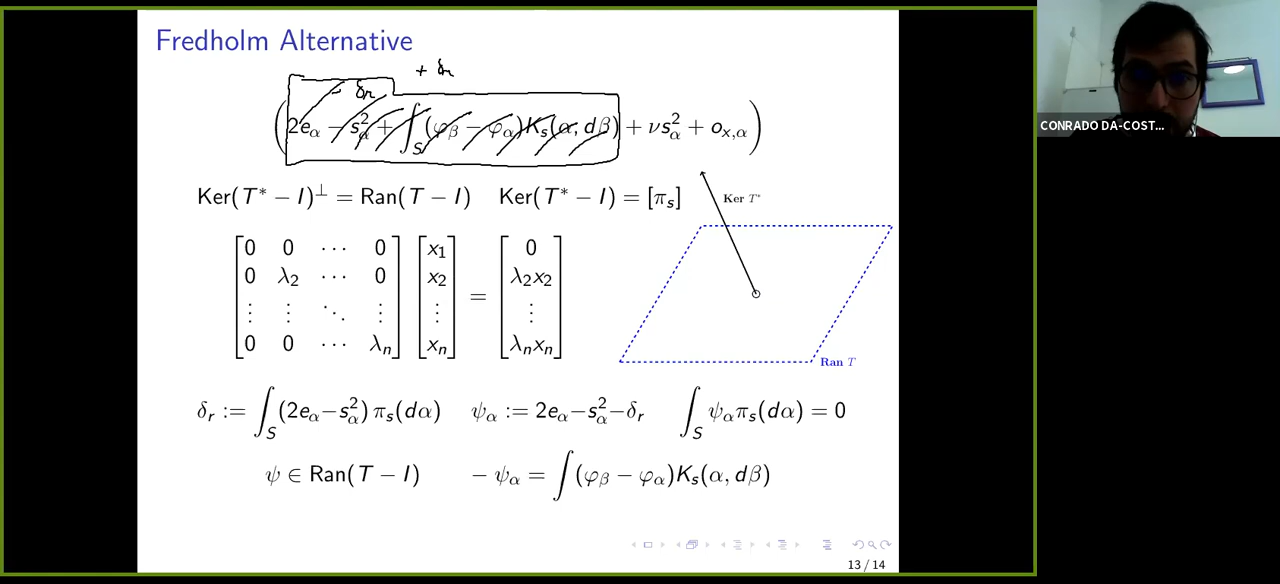 Fredholm Alternative
+ δr
- δr
(2eα − s²α + ∫S (φβ − φα)Ks(α, dβ) + νs²α + ox,α)
Ker(T* − I)⊥ = Ran(T − I) Ker(T* − I) = [πs]
Ker T*
[0 0 ⋯ 0] [x1] [0]
[0 λ2 ⋯ 0] [x2] = [λ2x2]
[⋮ ⋮ ⋱ ⋮] [⋮] [⋮]
[0 0 ⋯ λn] [xn] [λnxn]
Ran T
δr := ∫S (2eα−s²α) πs(dα) ψα := 2eα−s²α−δr ∫S ψαπs(dα) = 0
ψ ∈ Ran(T − I) − ψα = ∫(φβ − φα)Ks(α, dβ)
13 / 14
CONRADO DA-COST...